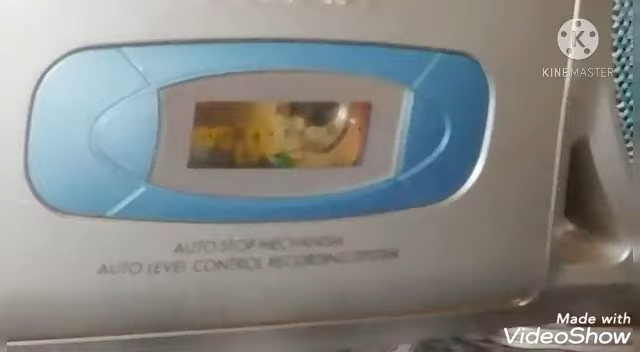 KINEMASTER
AUTO STOP MECHANISM
AUTO LEVEL CONTROL RECORDING SYSTEM
Made with
VideoShow